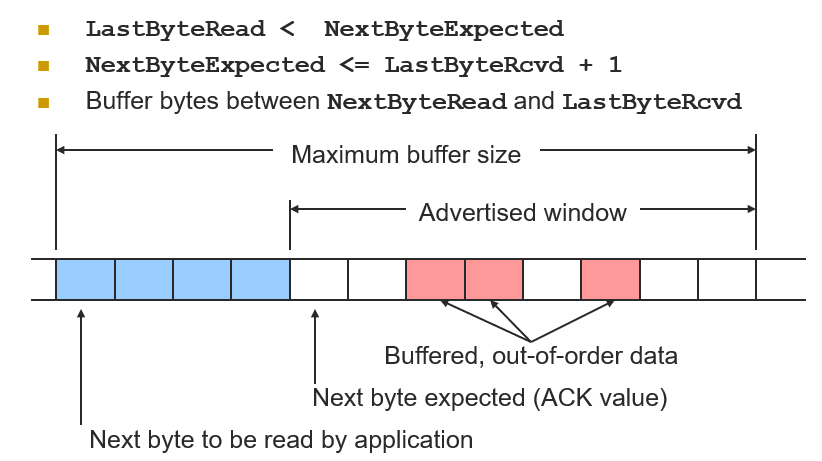 LastByteRead < NextByteExpected
NextByteExpected <= LastByteRcvd + 1
Buffer bytes between NextByteRead and LastByteRcvd
Maximum buffer size
Advertised window
Buffered, out-of-order data
Next byte expected (ACK value)
Next byte to be read by application